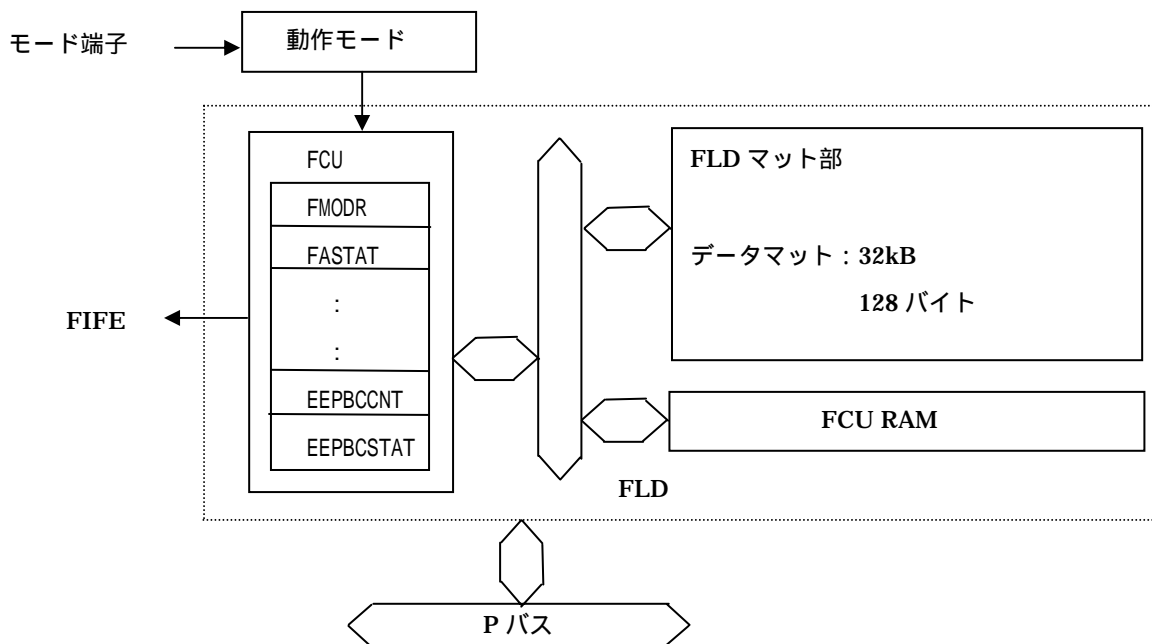 モード端子
動作モード
FCU
FMODR
FASTAT
:
:
EEPBCCNT
EEPBCSTAT
FIFE
FLD マット部
データマット：32kB
128 バイト
FCU RAM
FLD
P バス